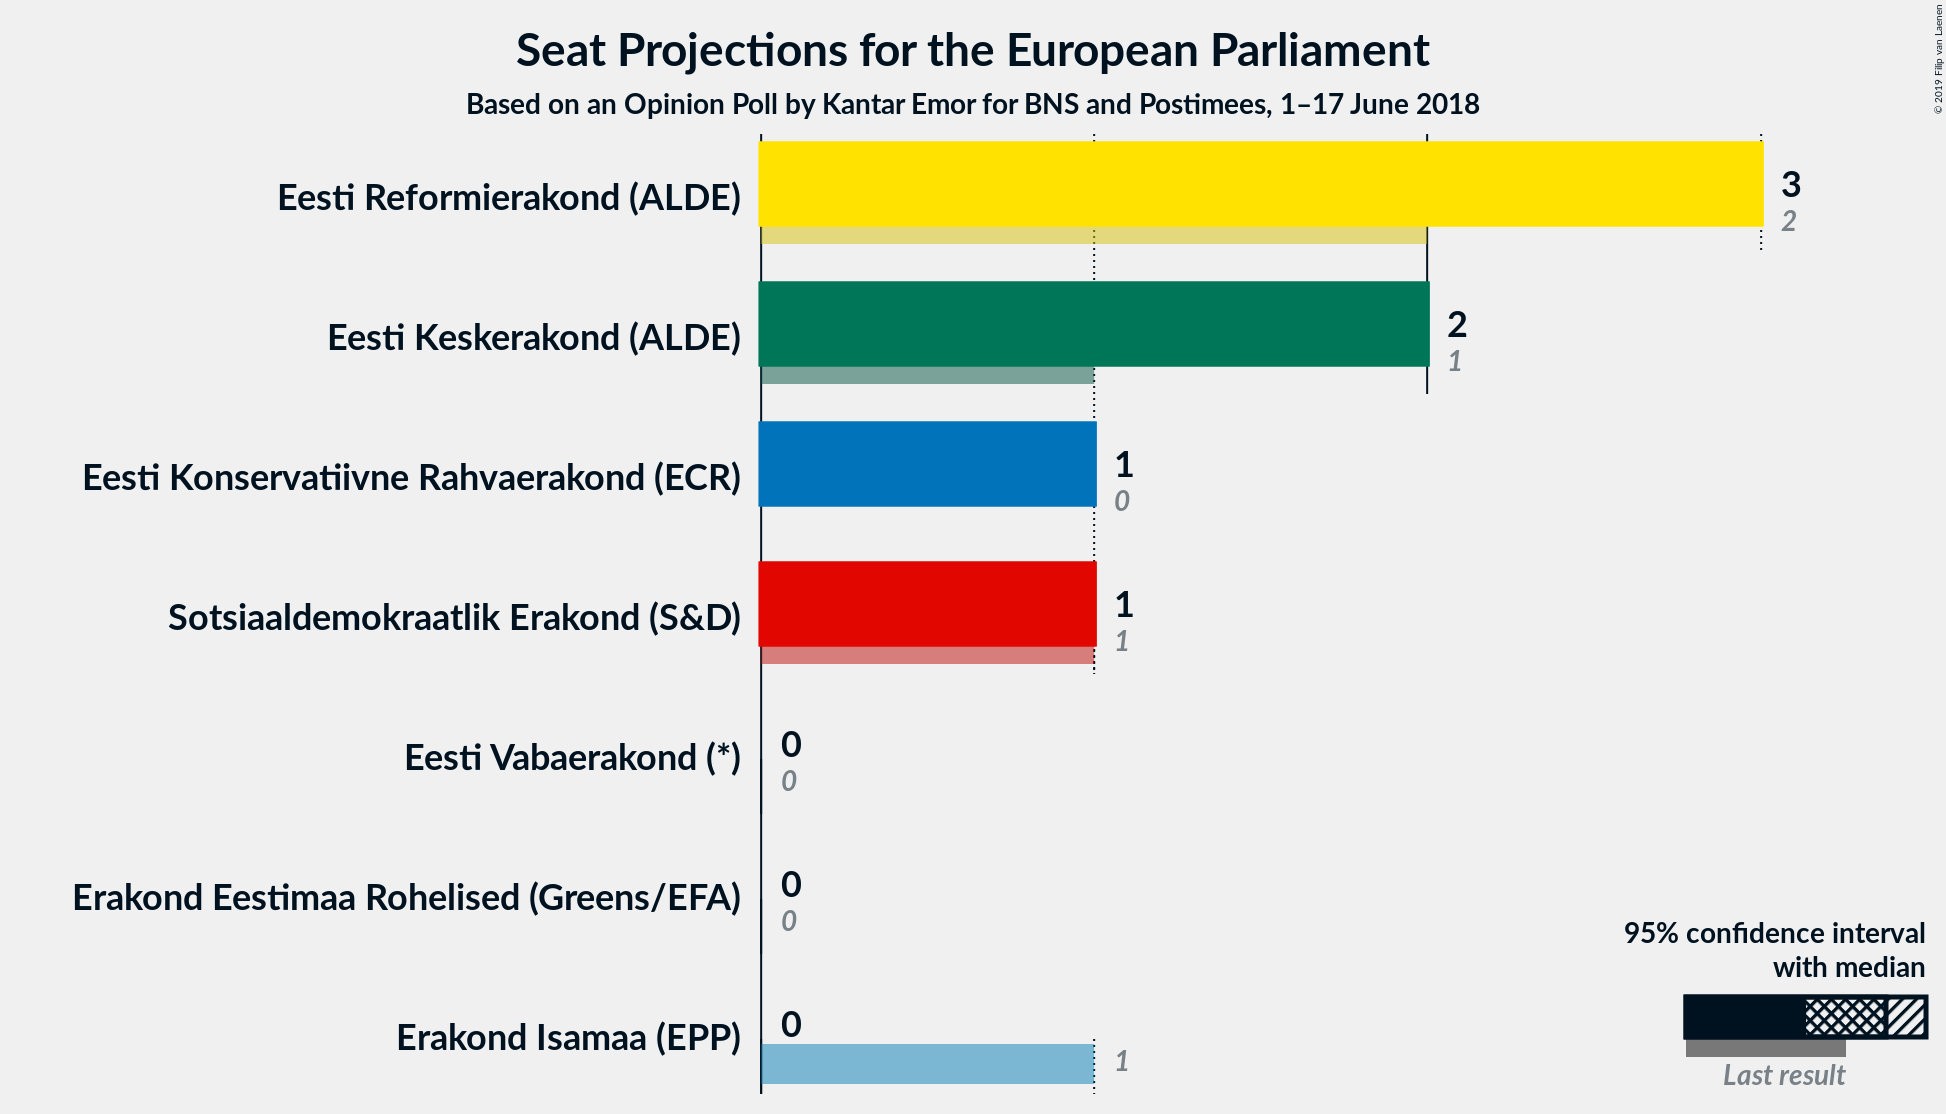 Seat Projections for the European Parliament
Based on an Opinion Poll by Kantar Emor for BNS and Postimees, 1–17 June 2018
© 2019 Filip van Laenen
Eesti Reformierakond (ALDE)
3
2
Eesti Keskerakond (ALDE)
2
1
Eesti Konservatiivne Rahvaerakond (ECR)
1
0
Sotsiaaldemokraatlik Erakond (S&D)
1
1
Eesti Vabaerakond (*)
0
0
Erakond Eestimaa Rohelised (Greens/EFA)
0
0
Erakond Isamaa (EPP)
0
1
95% confidence interval
with median
Last result